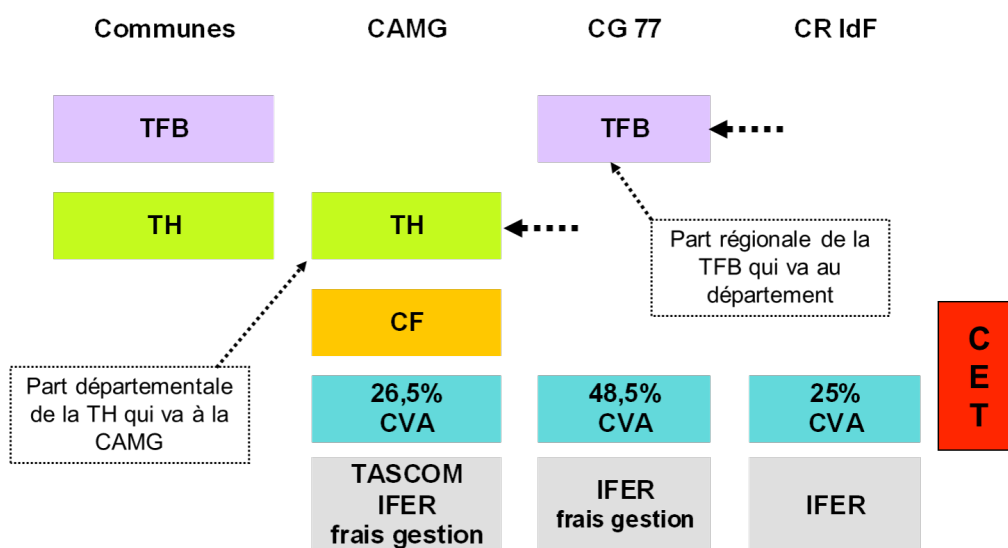 Communes
CAMG
CG 77
CR IdF
TFB
TFB
TH
TH
Part régionale de la
TFB qui va au
département
CF
Part départementale
de la TH qui va à la
CAMG
26,5%
CVA
48,5%
CVA
25%
CVA
C
E
T
TASCOM
IFER
frais gestion
IFER
frais gestion
IFER